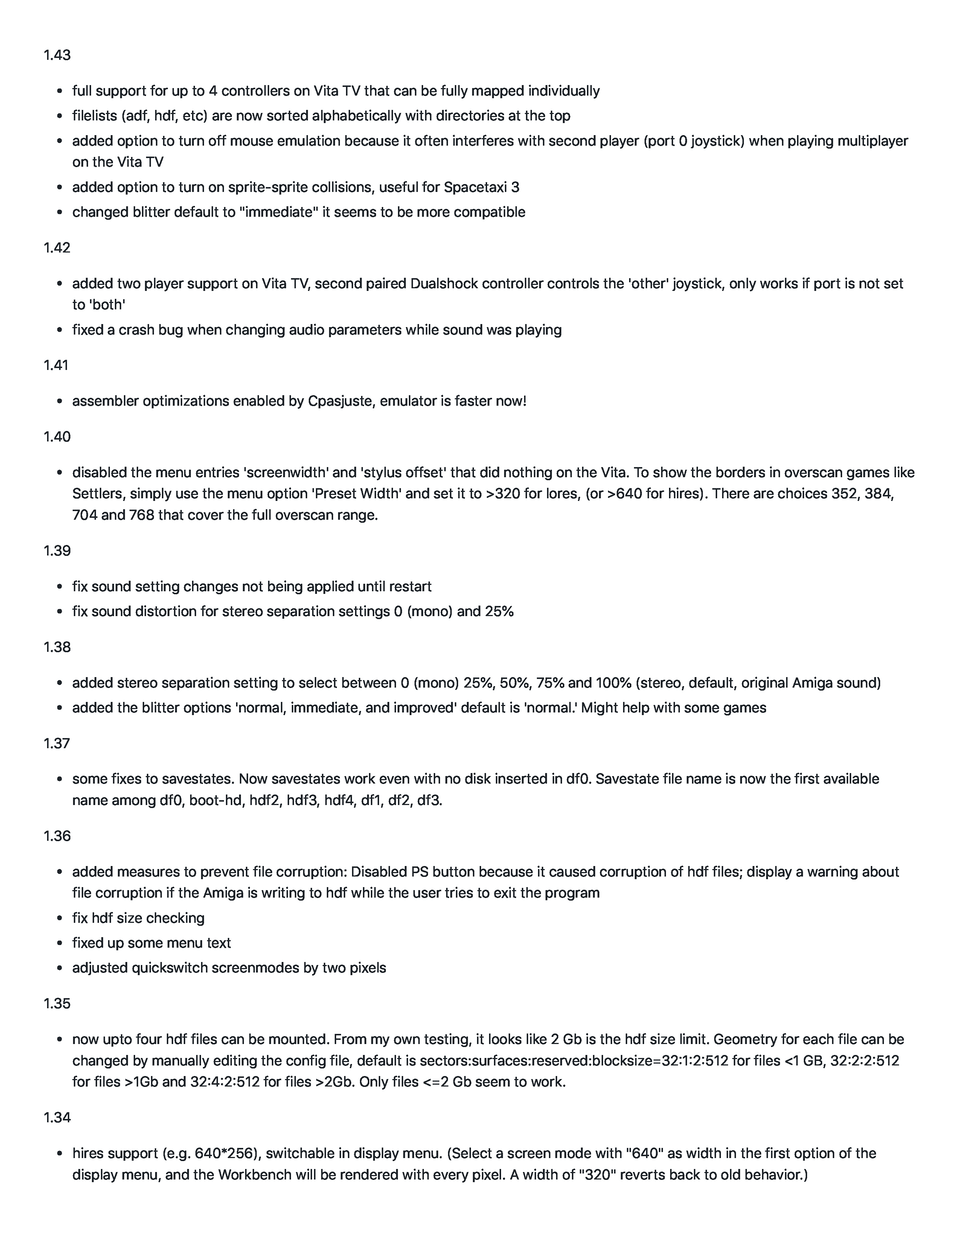 1.43
• full support for up to 4 controllers on Vita TV that can be fully mapped individually
• filelists (adf, hdf, etc) are now sorted alphabetically with directories at the top
• added option to turn off mouse emulation because it often interferes with second player (port 0 joystick) when playing multiplayer
on the Vita TV
• added option to turn on sprite-sprite collisions, useful for Spacetaxi 3
• changed blitter default to "immediate" it seems to be more compatible
1.42
• added two player support on Vita TV, second paired Dualshock controller controls the 'other' joystick, only works if port is not set
to 'both'
• fixed a crash bug when changing audio parameters while sound was playing
1.41
• assembler optimizations enabled by Cpasjuste, emulator is faster now!
1.40
• disabled the menu entries 'screenwidth' and 'stylus offset' that did nothing on the Vita. To show the borders in overscan games like
Settlers, simply use the menu option 'Preset Width' and set it to >320 for lores, (or >640 for hires). There are choices 352, 384,
704 and 768 that cover the full overscan range.
1.39
• fix sound setting changes not being applied until restart
• fix sound distortion for stereo separation settings 0 (mono) and 25%
1.38
• added stereo separation setting to select between 0 (mono) 25%, 50%, 75% and 100% (stereo, default, original Amiga sound)
• added the blitter options 'normal, immediate, and improved' default is 'normal.' Might help with some games
1.37
• some fixes to savestates. Now savestates work even with no disk inserted in df0. Savestate file name is now the first available
name among df0, boot-hd, hdf2, hdf3, hdf4, df1, df2, df3.
1.36
• added measures to prevent file corruption: Disabled PS button because it caused corruption of hdf files; display a warning about
file corruption if the Amiga is writing to hdf while the user tries to exit the program
• fix hdf size checking
• fixed up some menu text
• adjusted quickswitch screenmodes by two pixels
1.35
• now upto four hdf files can be mounted. From my own testing, it looks like 2 Gb is the hdf size limit. Geometry for each file can be
changed by manually editing the config file, default is sectors:surfaces:reserved:blocksize=32:1:2:512 for files <1 GB, 32:2:2:512
for files >1Gb and 32:4:2:512 for files >2Gb. Only files <=2 Gb seem to work.
1.34
• hires support (e.g. 640*256), switchable in display menu. (Select a screen mode with "640" as width in the first option of the
display menu, and the Workbench will be rendered with every pixel. A width of "320" reverts back to old behavior.)